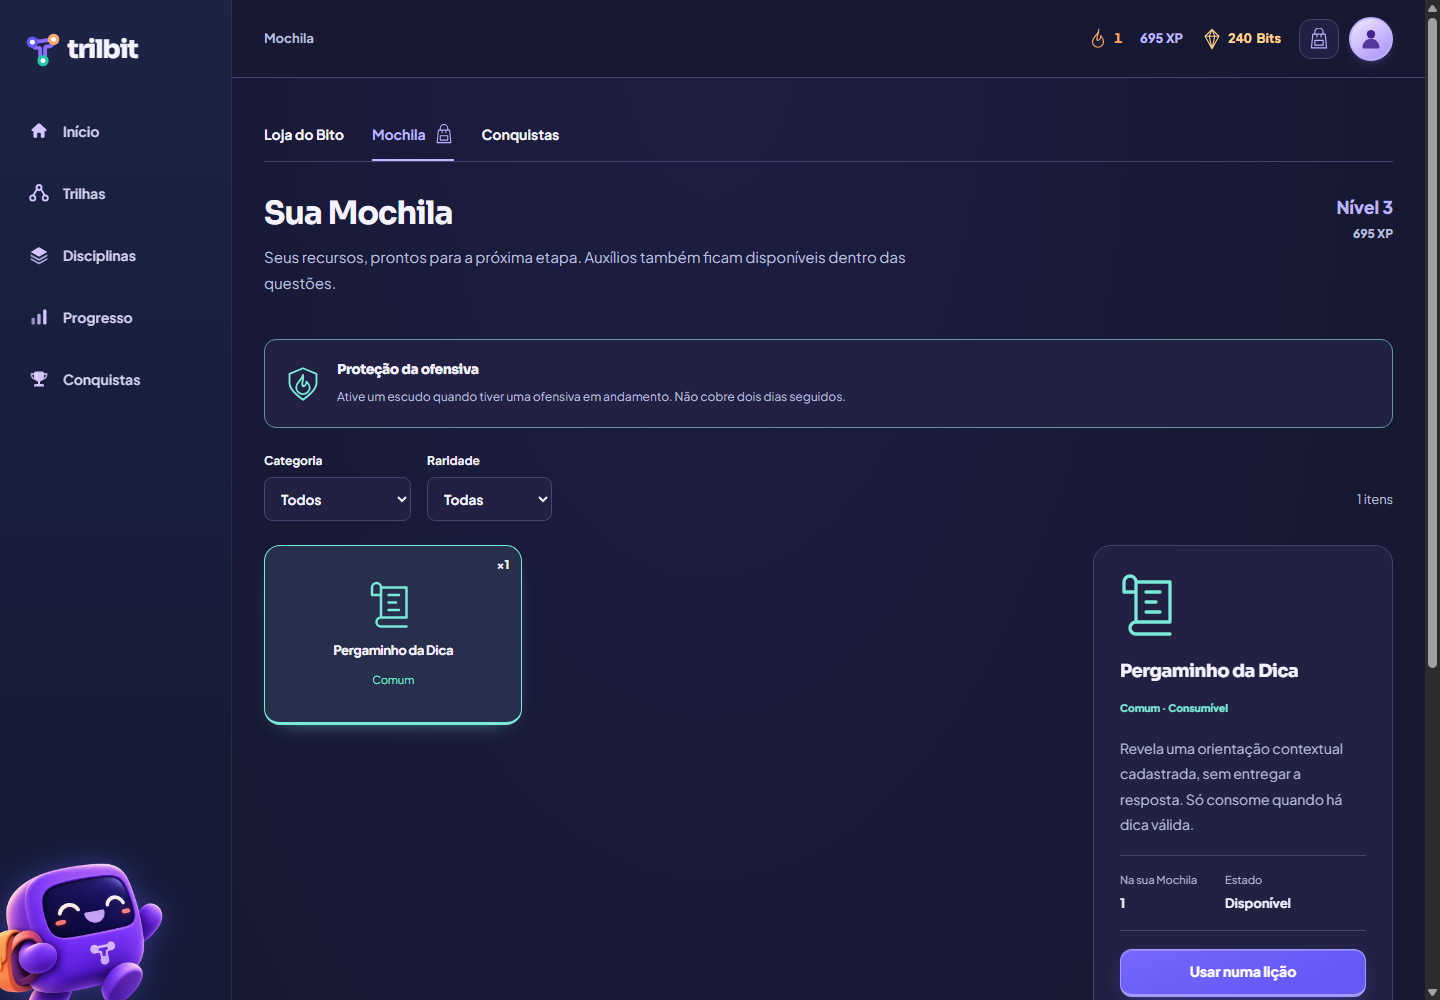 trilbit
Mochila
1
695 XP
240 Bits
Início
Trilhas
Disciplinas
Progresso
Conquistas
Loja do Bito
Mochila
Conquistas
Sua Mochila
Seus recursos, prontos para a próxima etapa. Auxílios também ficam disponíveis dentro das
questões.
Nível 3
695 XP
Proteção da ofensiva
Ative um escudo quando tiver uma ofensiva em andamento. Não cobre dois dias seguidos.
Categoria
Raridade
Todos
Todas
1 itens
×1
Pergaminho da Dica
Comum
Pergaminho da Dica
Comum · Consumível
Revela uma orientação contextual
cadastrada, sem entregar a
resposta. Só consome quando há
dica válida.
Na sua Mochila
Estado
1
Disponível
Usar numa lição